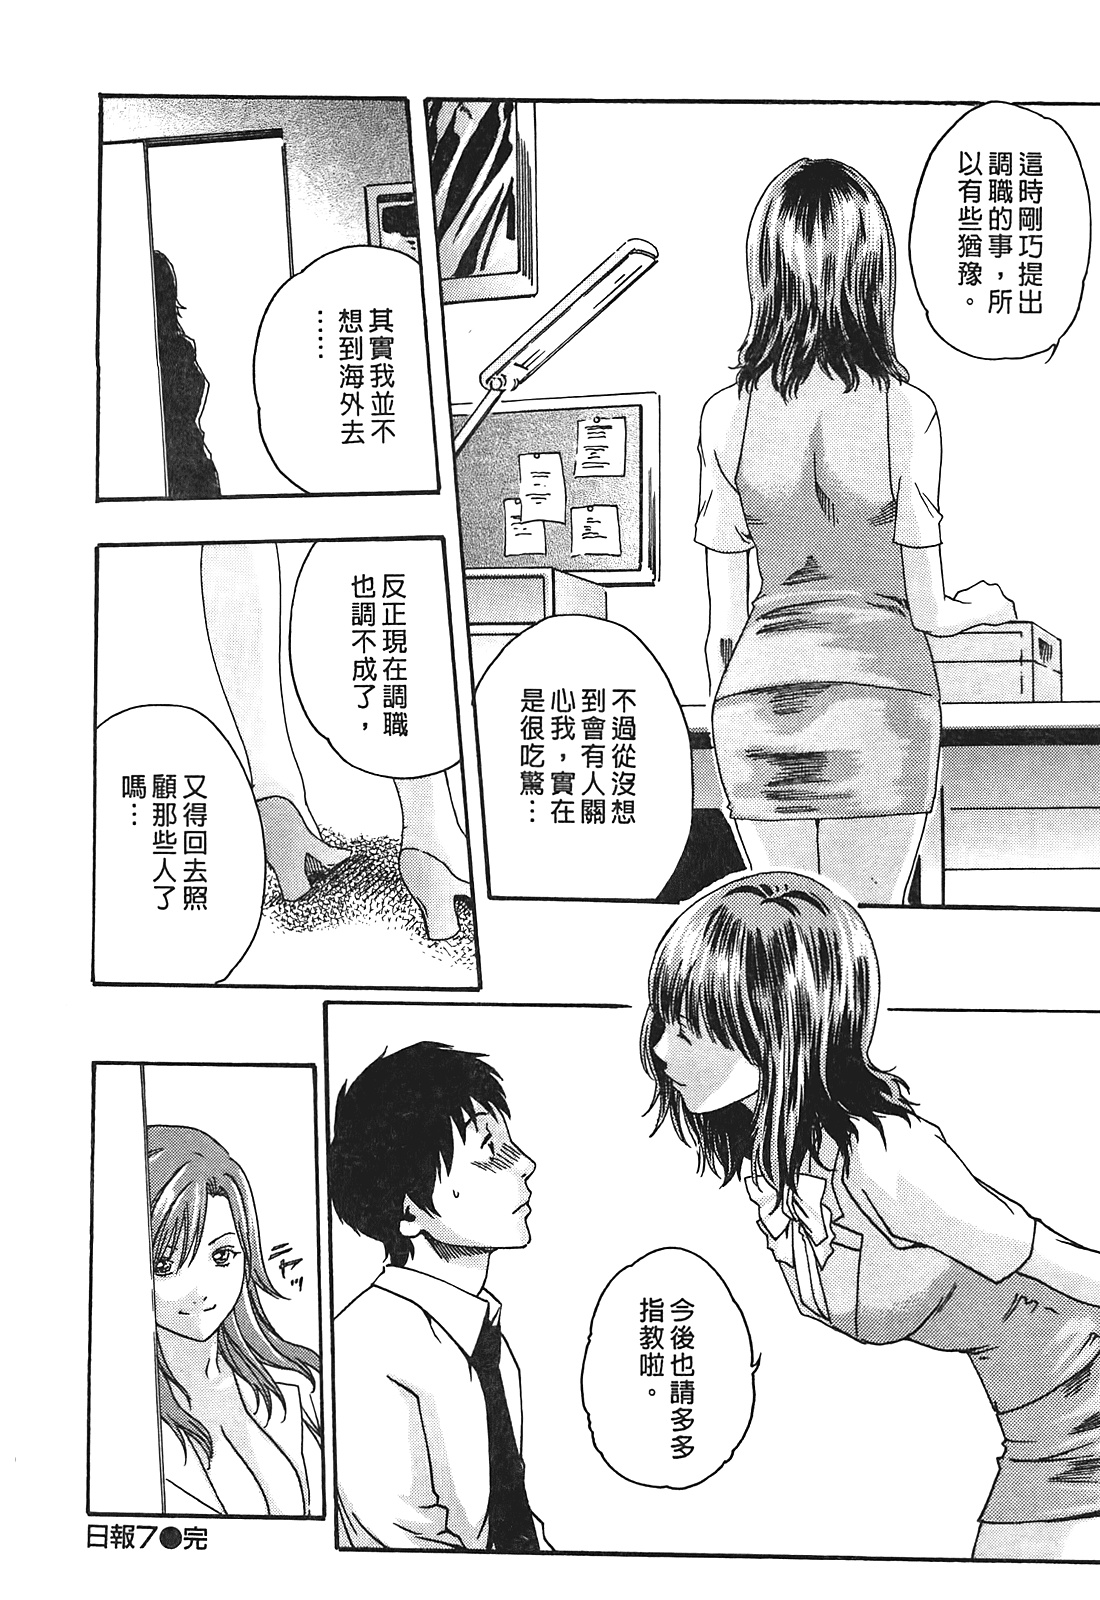 這時剛巧提出
調職的事，所
以有些猶豫。
不過從沒想
到會有人關
心我，實在
是很吃驚…
其實我並不
想到海外去
……
反正現在調職
也調不成了，
又得回去照
顧那些人了
嗎…
今後也請多多
指教啦。
日報7●完